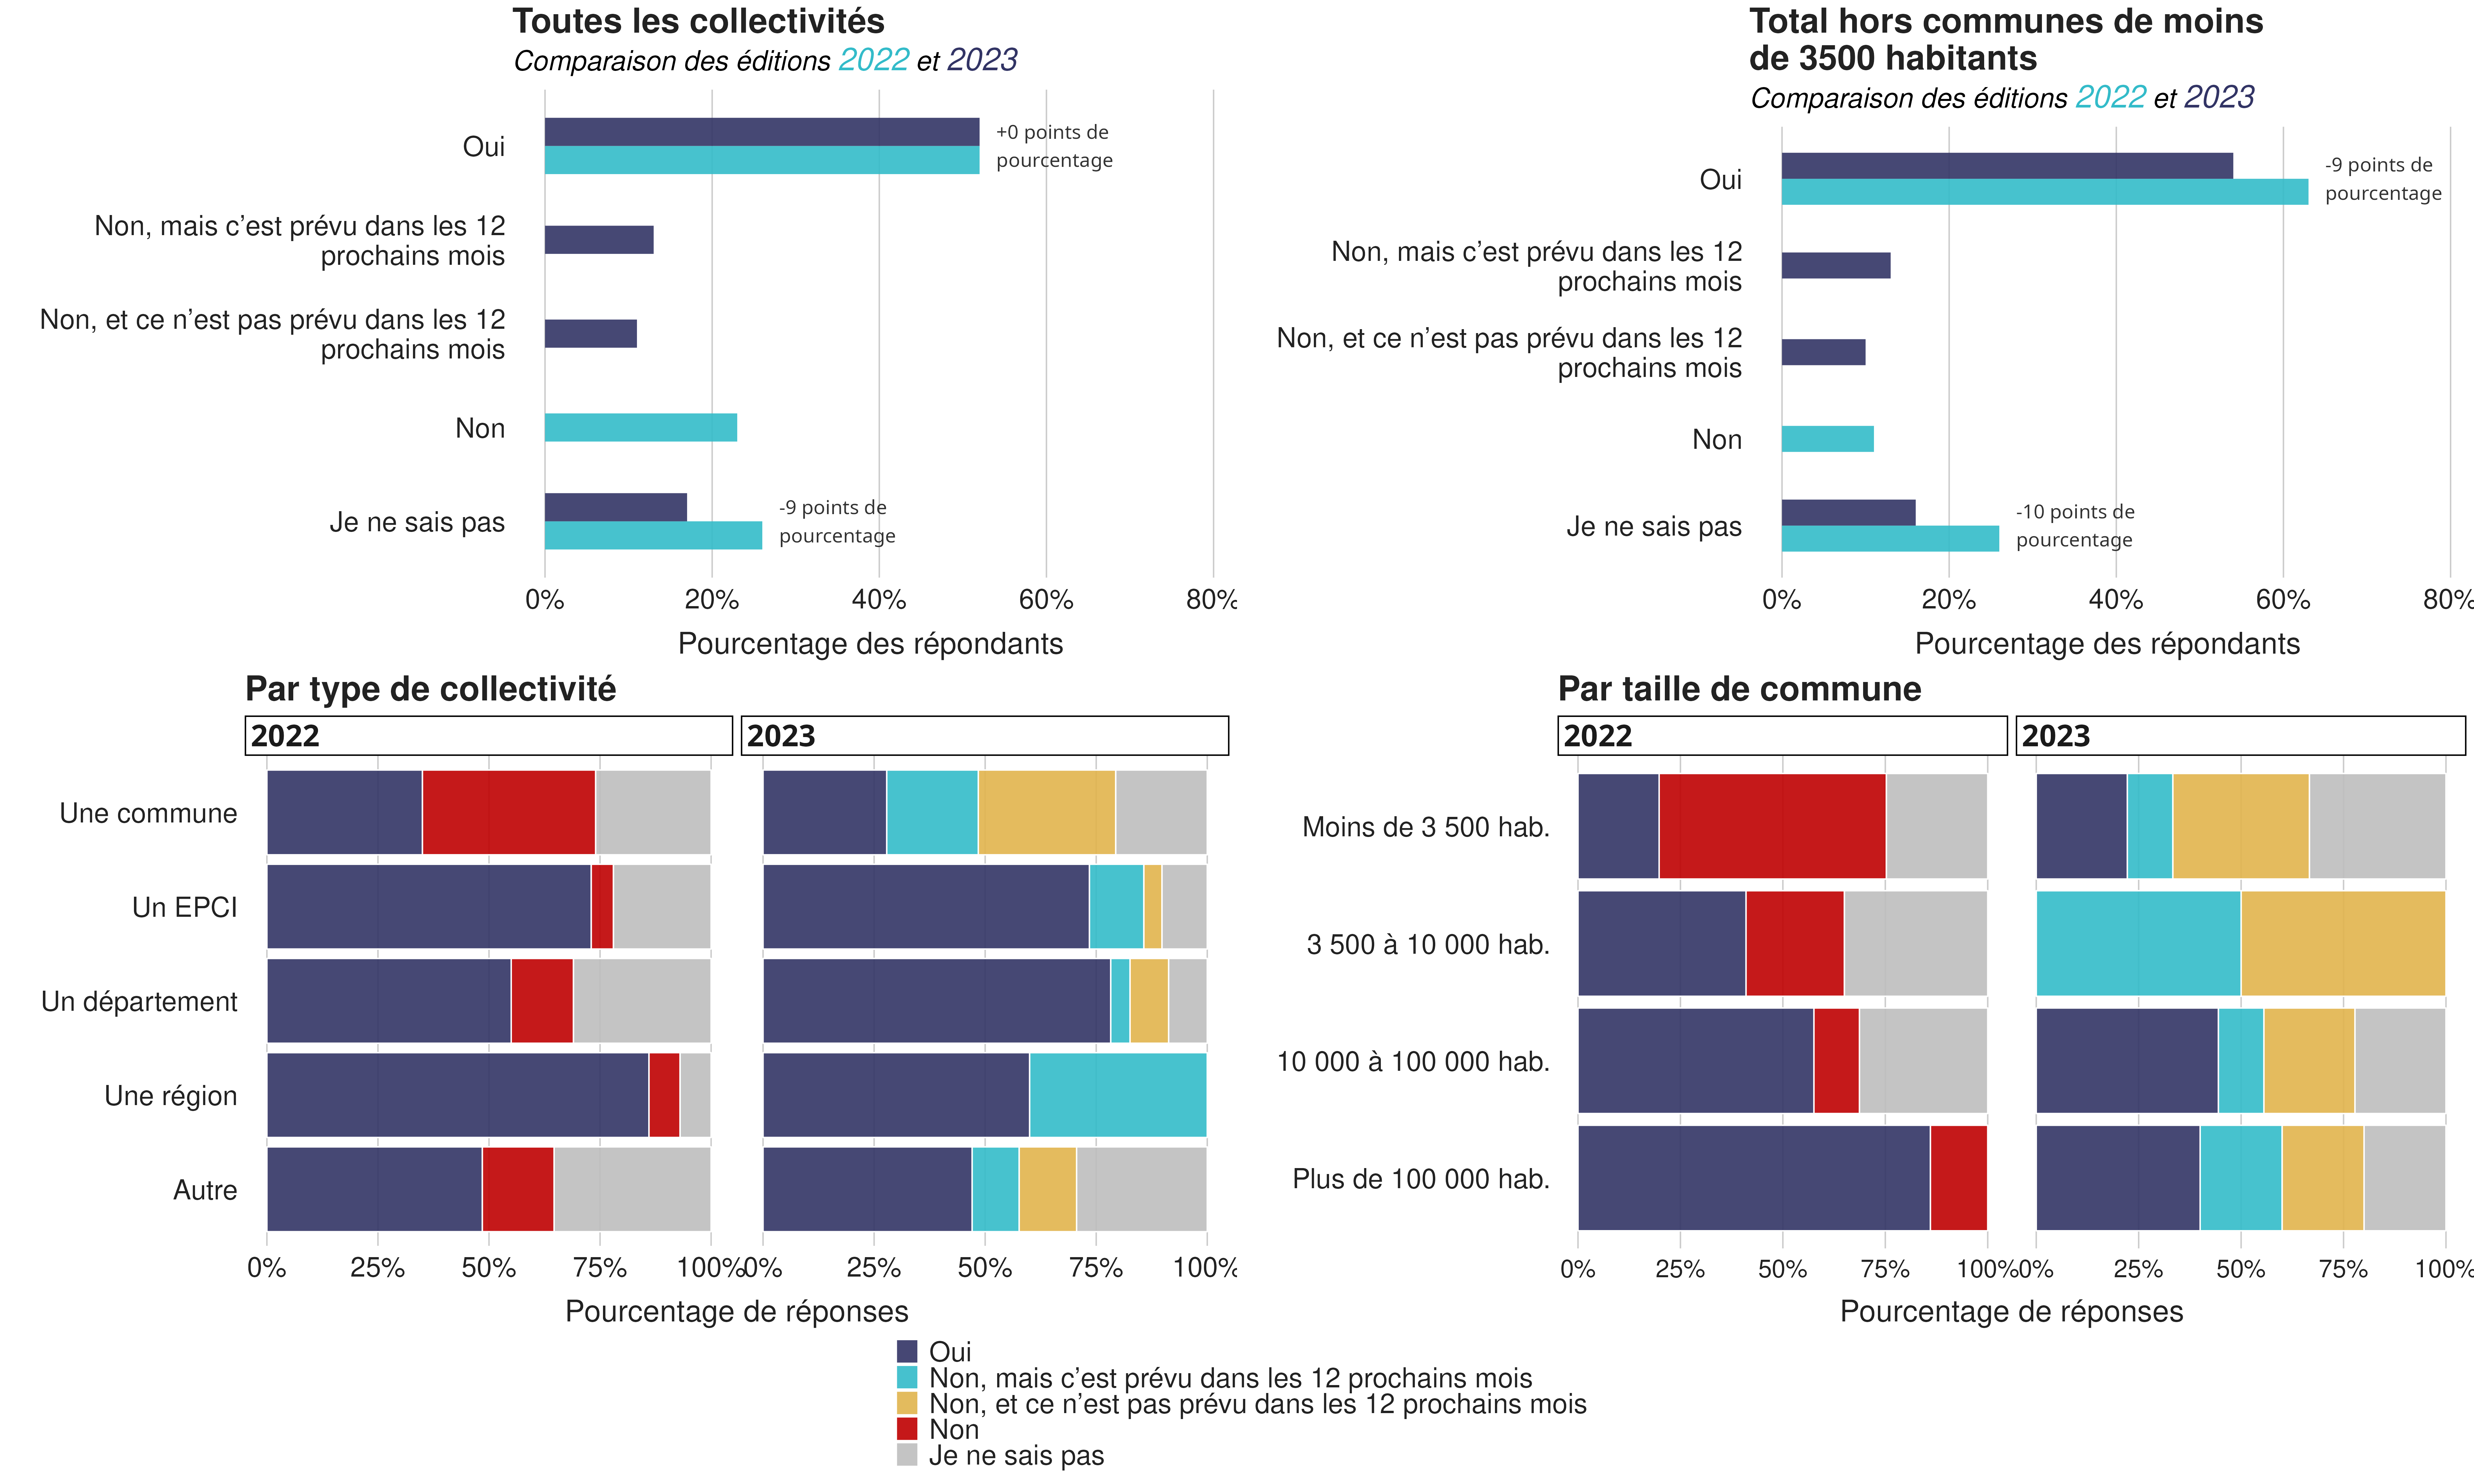 Toutes les collectivités
Comparaison des éditions 2022 et 2023
Oui
+0 points de
pourcentage
Non, mais c’est prévu dans les 12
prochains mois
Non, et ce n’est pas prévu dans les 12
prochains mois
Non
Je ne sais pas
-9 points de
pourcentage
0% 20% 40% 60% 80%
Pourcentage des répondants
Total hors communes de moins
de 3500 habitants
Comparaison des éditions 2022 et 2023
Oui
-9 points de
pourcentage
Non, mais c’est prévu dans les 12
prochains mois
Non, et ce n’est pas prévu dans les 12
prochains mois
Non
Je ne sais pas
-10 points de
pourcentage
0% 20% 40% 60% 80%
Pourcentage des répondants
Par type de collectivité
2022 2023
Une commune
Un EPCI
Un département
Une région
Autre
0% 25% 50% 75% 100% 0% 25% 50% 75% 100%
Pourcentage de réponses
Par taille de commune
2022 2023
Moins de 3 500 hab.
3 500 à 10 000 hab.
10 000 à 100 000 hab.
Plus de 100 000 hab.
0% 25% 50% 75% 100% 0% 25% 50% 75% 100%
Pourcentage de réponses
Oui
Non, mais c’est prévu dans les 12 prochains mois
Non, et ce n’est pas prévu dans les 12 prochains mois
Non
Je ne sais pas